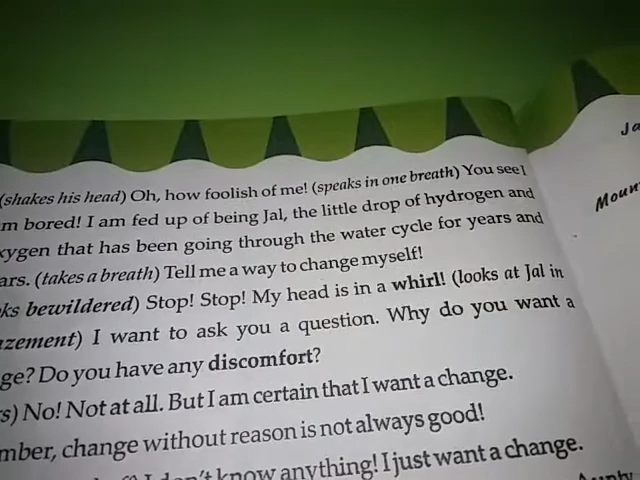 (shakes his head) Oh, how foolish of me! (speaks in one breath) You see I
m bored! I am fed up of being Jal, the little drop of hydrogen and
xygen that has been going through the water cycle for years and
ars. (takes a breath) Tell me a way to change myself!
ks bewildered) Stop! Stop! My head is in a whirl! (looks at Jal in
zement) I want to ask you a question. Why do you want a
ge? Do you have any discomfort?
s) No! Not at all. But I am certain that I want a change.
mber, change without reason is not always good!
I don't know anything! I just want a change.
Ja
Moun